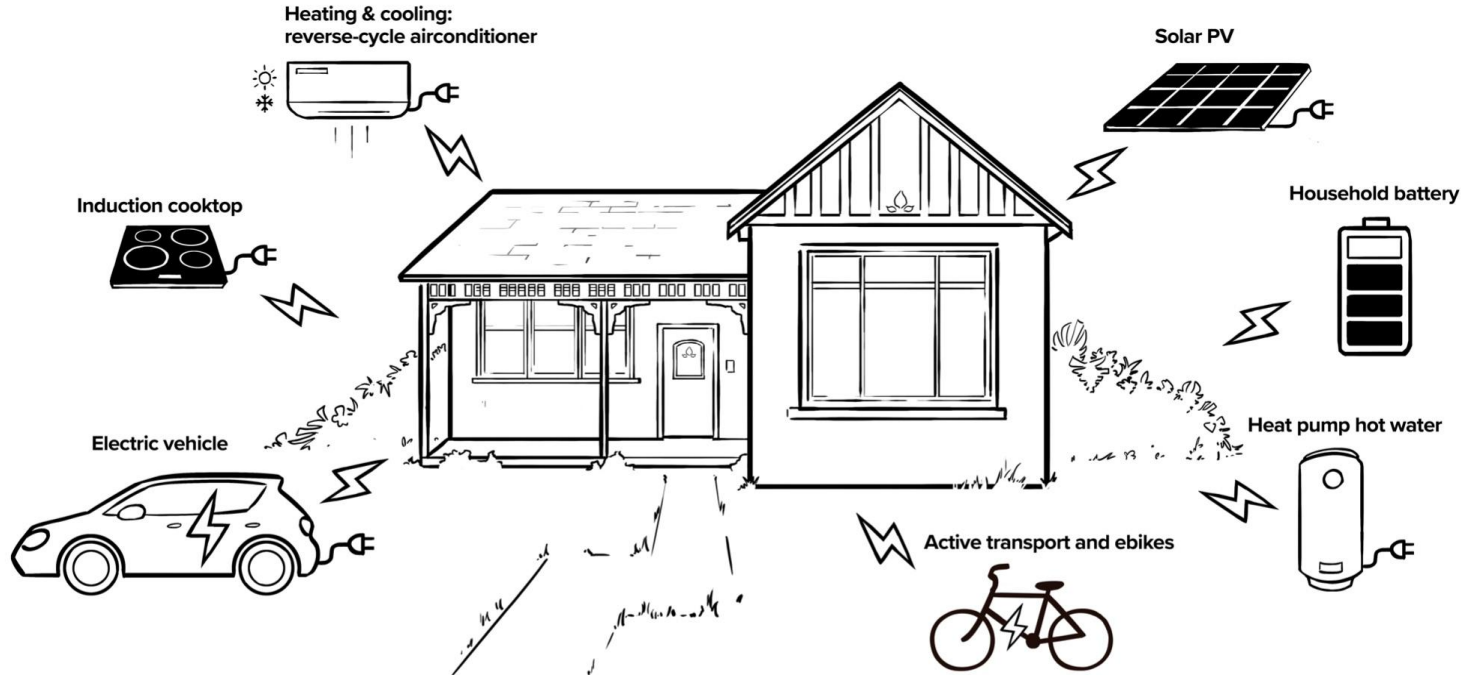 Heating & cooling:
reverse-cycle airconditioner
Solar PV
Induction cooktop
Household battery
Electric vehicle
Heat pump hot water
Active transport and ebikes